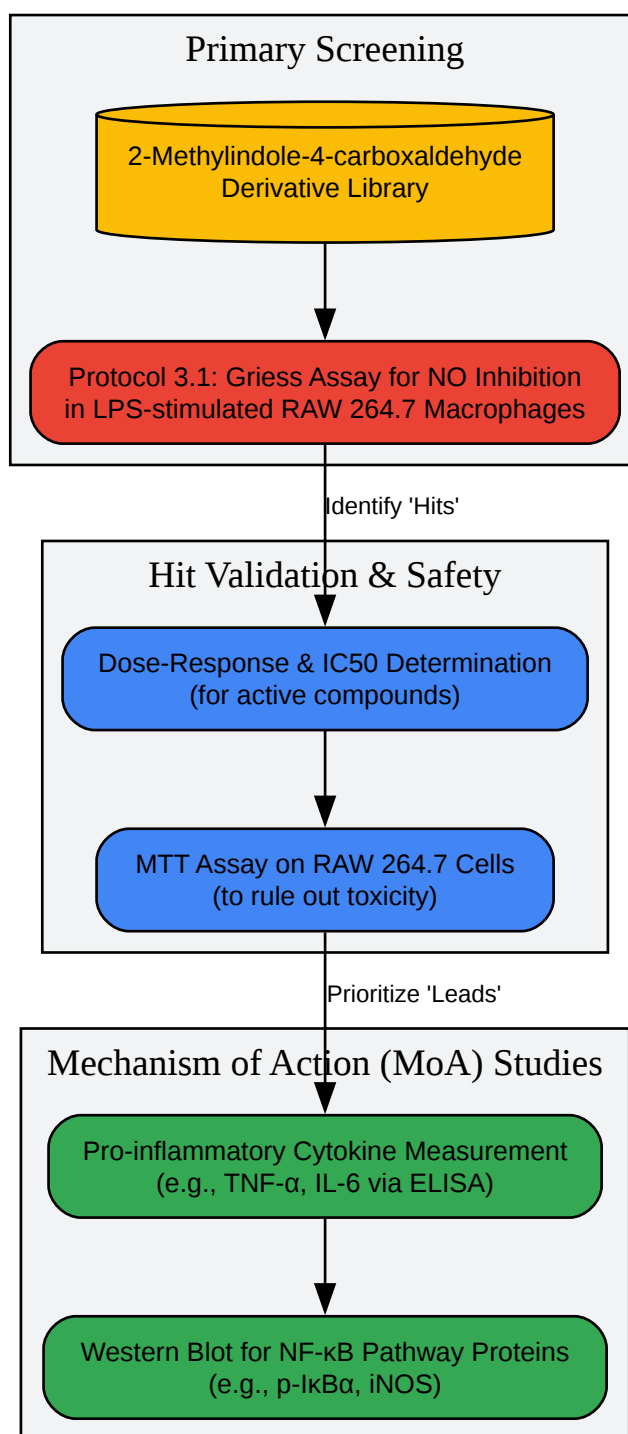 Primary Screening
2-Methylindole-4-carboxaldehyde
Derivative Library
Protocol 3.1: Griess Assay for NO Inhibition
in LPS-stimulated RAW 264.7 Macrophages
Identify 'Hits'
Hit Validation & Safety
Dose-Response & IC50 Determination
(for active compounds)
MTT Assay on RAW 264.7 Cells
(to rule out toxicity)
Prioritize 'Leads'
Mechanism of Action (MoA) Studies
Pro-inflammatory Cytokine Measurement
(e.g., TNF-α, IL-6 via ELISA)
Western Blot for NF-κB Pathway Proteins
(e.g., p-IκBα, iNOS)